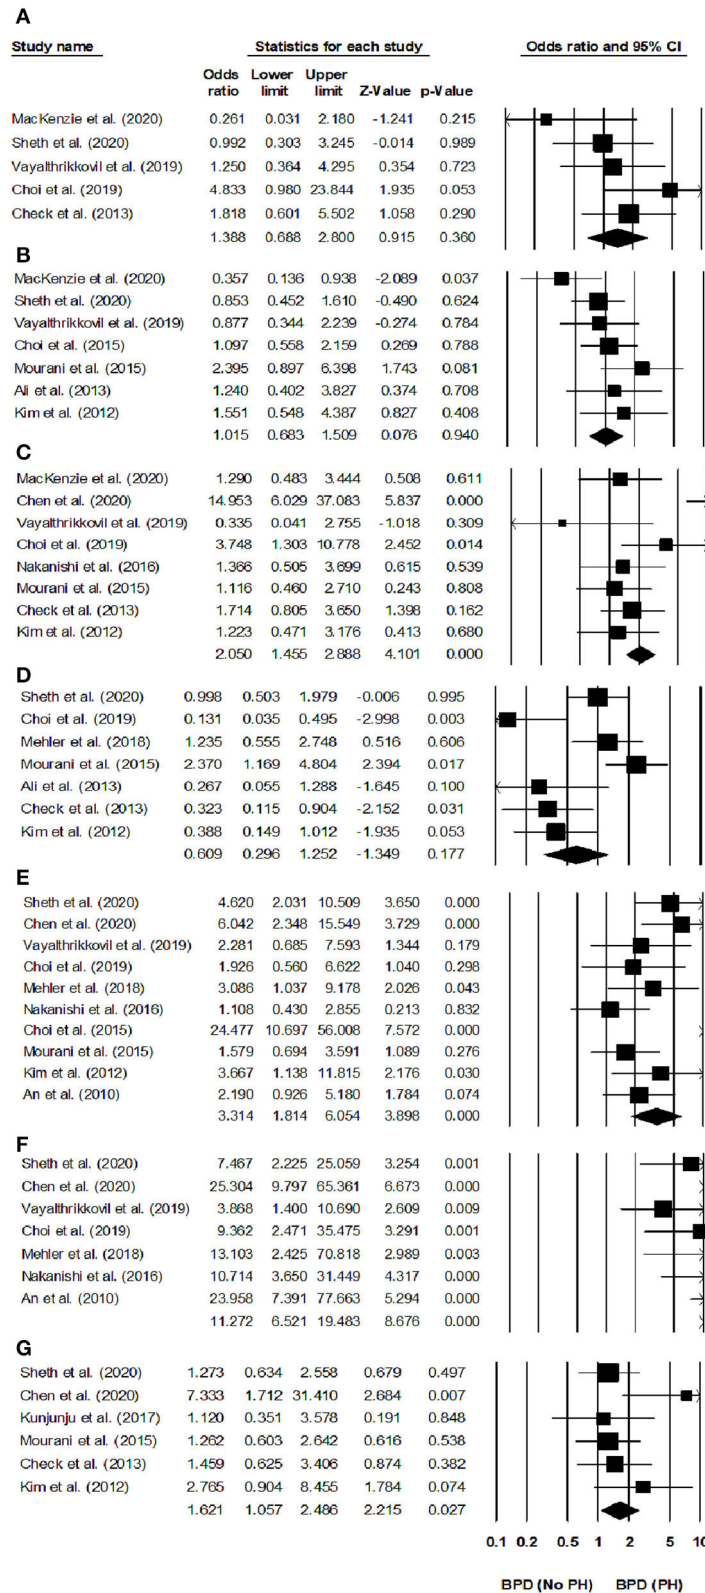 A
Study name Statistics for each study Odds ratio and 95% CI
Odds Lower Upper
ratio limit limit Z-Value p-Value
MacKenzie et al. (2020) 0.261 0.031 2.180 -1.241 0.215
Sheth et al. (2020) 0.992 0.303 3.245 -0.014 0.989
Vayalthrikkovil et al. (2019) 1.250 0.364 4.295 0.354 0.723
Choi et al. (2019) 4.833 0.980 23.844 1.935 0.053
Check et al. (2013) 1.818 0.601 5.502 1.058 0.290
1.388 0.688 2.800 0.915 0.360
B
MacKenzie et al. (2020) 0.357 0.136 0.938 -2.089 0.037
Sheth et al. (2020) 0.853 0.452 1.610 -0.490 0.624
Vayalthrikkovil et al. (2019) 0.877 0.344 2.239 -0.274 0.784
Choi et al. (2015) 1.097 0.558 2.159 0.269 0.788
Mourani et al. (2015) 2.395 0.897 6.398 1.743 0.081
Ali et al. (2013) 1.240 0.402 3.827 0.374 0.708
Kim et al. (2012) 1.551 0.548 4.387 0.827 0.408
1.015 0.683 1.509 0.076 0.940
C
MacKenzie et al. (2020) 1.290 0.483 3.444 0.508 0.611
Chen et al. (2020) 14.953 6.029 37.083 5.837 0.000
Vayalthrikkovil et al. (2019) 0.335 0.041 2.755 -1.018 0.309
Choi et al. (2019) 3.748 1.303 10.778 2.452 0.014
Nakanishi et al. (2016) 1.366 0.505 3.699 0.615 0.539
Mourani et al. (2015) 1.116 0.460 2.710 0.243 0.808
Check et al. (2013) 1.714 0.805 3.650 1.398 0.162
Kim et al. (2012) 1.223 0.471 3.176 0.413 0.680
2.050 1.455 2.888 4.101 0.000
D
Sheth et al. (2020) 0.998 0.503 1.979 -0.006 0.995
Choi et al. (2019) 0.131 0.035 0.495 -2.998 0.003
Mehler et al. (2018) 1.235 0.555 2.748 0.516 0.606
Mourani et al. (2015) 2.370 1.169 4.804 2.394 0.017
Ali et al. (2013) 0.267 0.055 1.288 -1.645 0.100
Check et al. (2013) 0.323 0.115 0.904 -2.152 0.031
Kim et al. (2012) 0.388 0.149 1.012 -1.935 0.053
0.609 0.296 1.252 -1.349 0.177
E
Sheth et al. (2020) 4.620 2.031 10.509 3.650 0.000
Chen et al. (2020) 6.042 2.348 15.549 3.729 0.000
Vayalthrikkovil et al. (2019) 2.281 0.685 7.593 1.344 0.179
Choi et al. (2019) 1.926 0.560 6.622 1.040 0.298
Mehler et al. (2018) 3.086 1.037 9.178 2.026 0.043
Nakanishi et al. (2016) 1.108 0.430 2.855 0.213 0.832
Choi et al. (2015) 24.477 10.697 56.008 7.572 0.000
Mourani et al. (2015) 1.579 0.694 3.591 1.089 0.276
Kim et al. (2012) 3.667 1.138 11.815 2.176 0.030
An et al. (2010) 2.190 0.926 5.180 1.784 0.074
3.314 1.814 6.054 3.898 0.000
F
Sheth et al. (2020) 7.467 2.225 25.059 3.254 0.001
Chen et al. (2020) 25.304 9.797 65.361 6.673 0.000
Vayalthrikkovil et al. (2019) 3.868 1.400 10.690 2.609 0.009
Choi et al. (2019) 9.362 2.471 35.475 3.291 0.001
Mehler et al. (2018) 13.103 2.425 70.818 2.989 0.003
Nakanishi et al. (2016) 10.714 3.650 31.449 4.317 0.000
An et al. (2010) 23.958 7.391 77.663 5.294 0.000
11.272 6.521 19.483 8.676 0.000
G
Sheth et al. (2020) 1.273 0.634 2.558 0.679 0.497
Chen et al. (2020) 7.333 1.712 31.410 2.684 0.007
Kunjunju et al. (2017) 1.120 0.351 3.578 0.191 0.848
Mourani et al. (2015) 1.262 0.603 2.642 0.616 0.538
Check et al. (2013) 1.459 0.625 3.406 0.874 0.382
Kim et al. (2012) 2.765 0.904 8.455 1.784 0.074
1.621 1.057 2.486 2.215 0.027
0.1 0.2 0.5 1 2 5 10
BPD (No PH) BPD (PH)